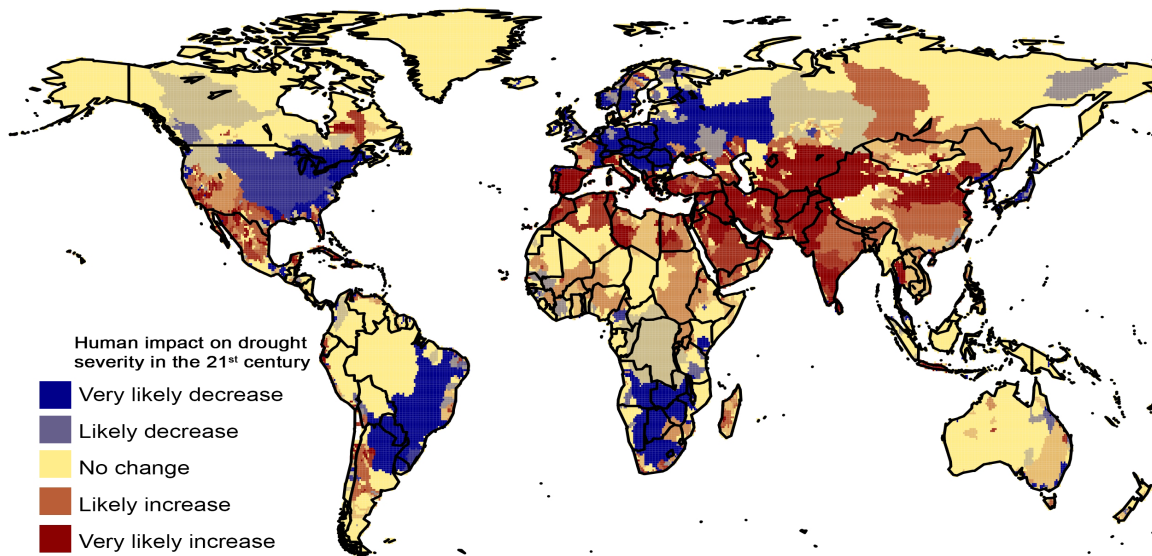 Human impact on drought
severity in the 21st century
Very likely decrease
Likely decrease
No change
Likely increase
Very likely increase